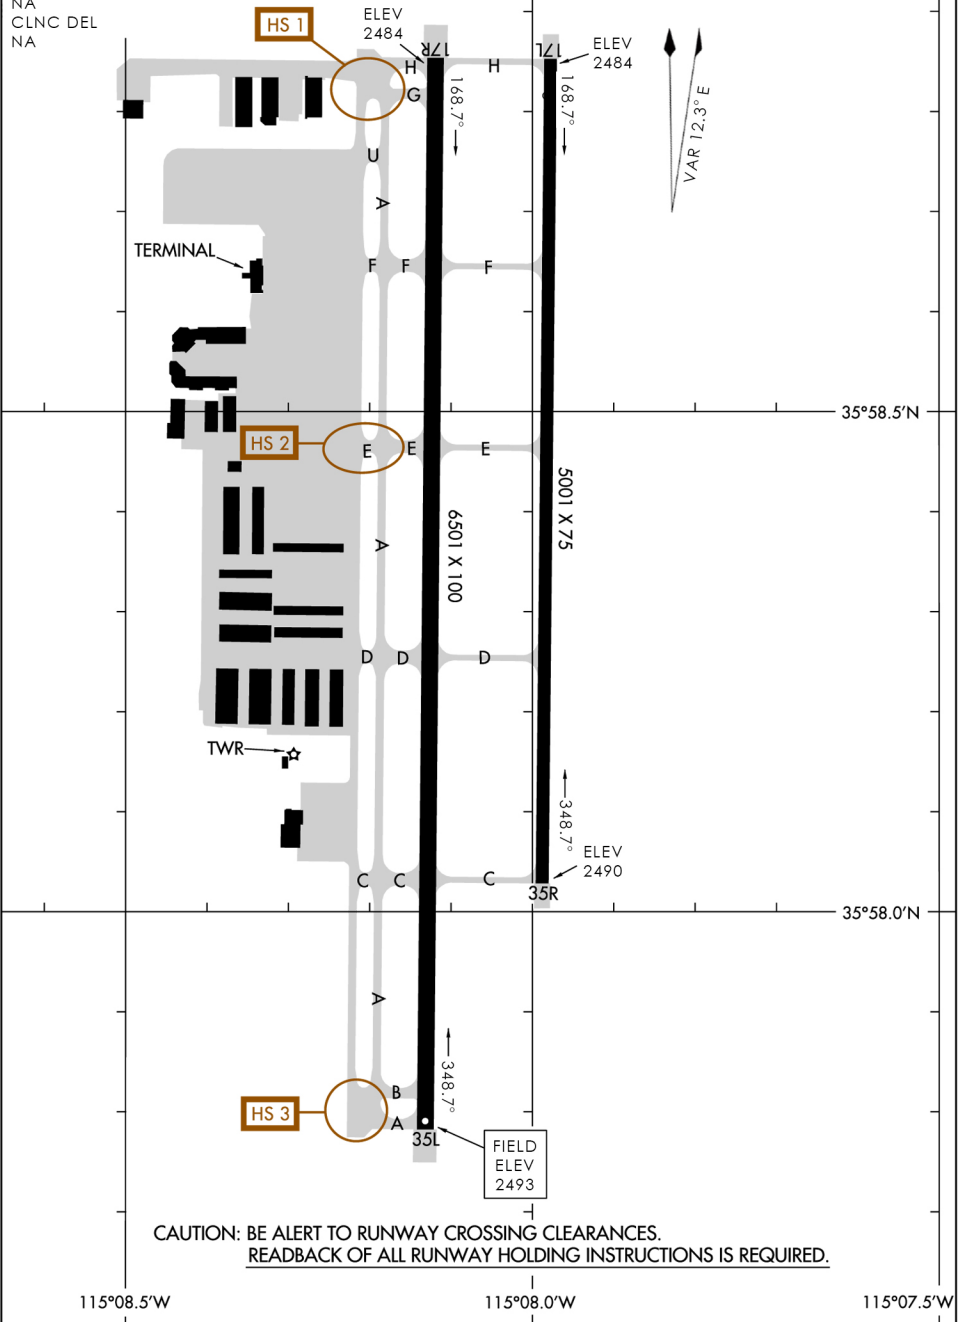 NA
CLNC DEL
NA
HS 1
ELEV
2484
17R
17L
ELEV
2484
H
H
G
168.7°
168.7°
VAR 12.3° E
U
A
TERMINAL
F
F
F
35°58.5'N
HS 2
E
E
E
5001 X 75
6501 X 100
A
D
D
D
TWR
348.7°
ELEV
2490
C
C
C
35R
35°58.0'N
A
348.7°
B
HS 3
A
35L
FIELD
ELEV
2493
CAUTION: BE ALERT TO RUNWAY CROSSING CLEARANCES.
READBACK OF ALL RUNWAY HOLDING INSTRUCTIONS IS REQUIRED.
115°08.5'W
115°08.0'W
115°07.5'W